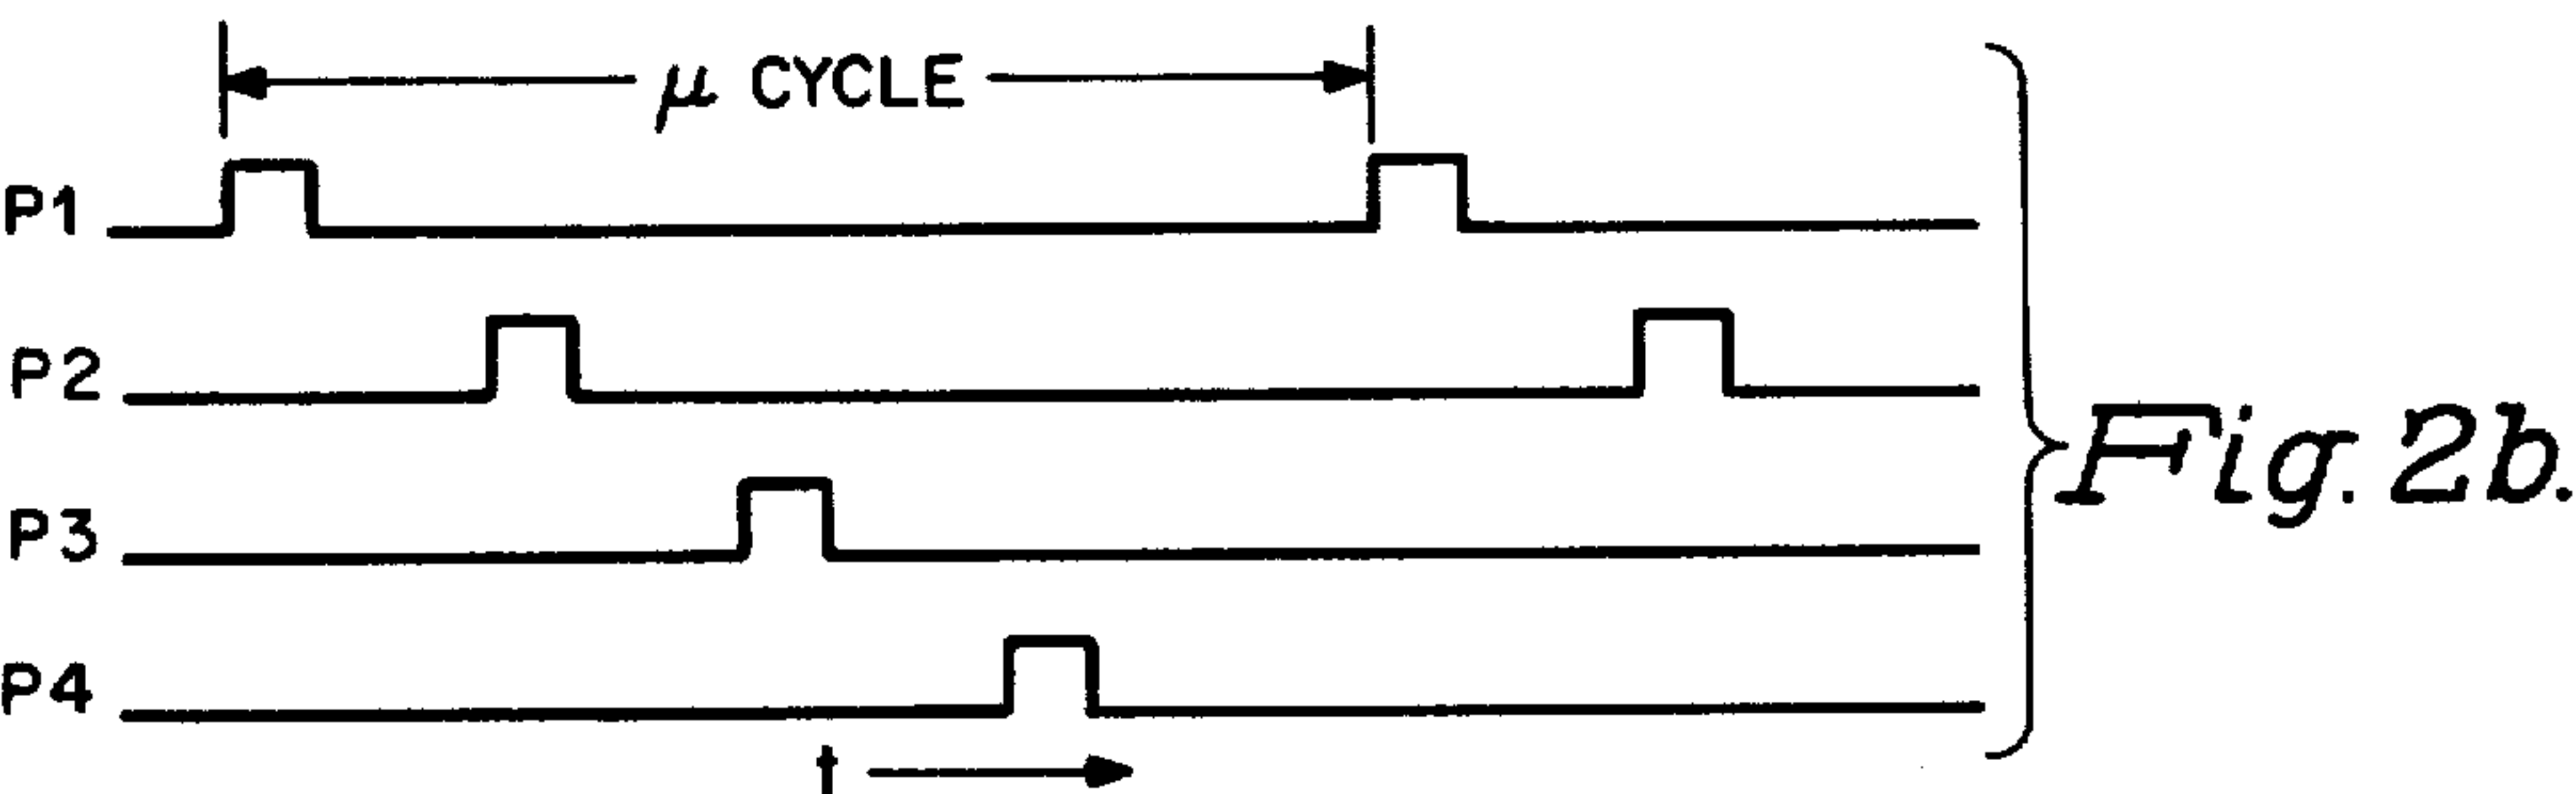 μ CYCLE
P1
P2
P3
P4
t
Fig. 2b.